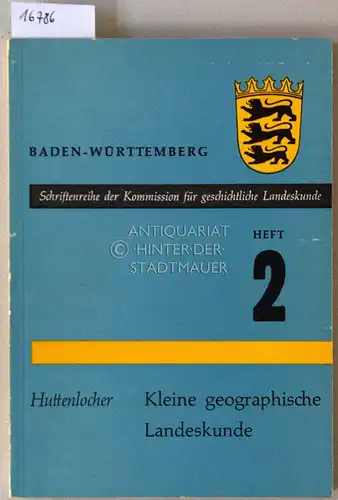 16786
BADEN-WÜRTTEMBERG
Schriftenreihe der Kommission für geschichtliche Landeskunde
ANTIQUARIAT
© ·HINTER·DER·
STADTMAUER
HEFT
2
Huttenlocher
Kleine geographische
Landeskunde